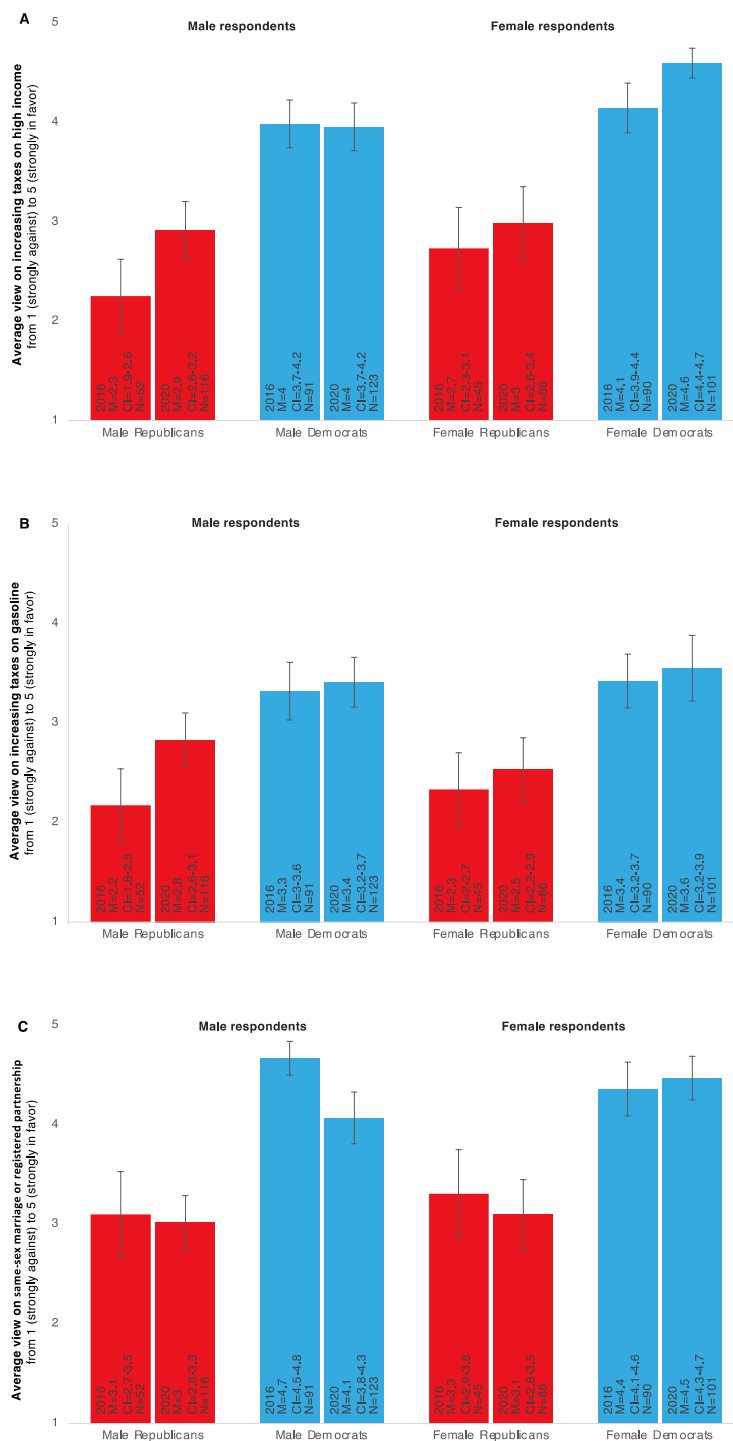 A
Male respondents
Female respondents
Average view on increasing taxes on high income
from 1 (strongly against) to 5 (strongly in favor)
5
4
3
2
1
2016
M=2.3
CI=1.9-2.6
N=52
2020
M=2.9
CI=2.6-3.2
N=116
2016
M=4
CI=3.7-4.2
N=91
2020
M=4
CI=3.7-4.2
N=123
2016
M=2.7
CI=2.3-3.1
N=45
2020
M=3
CI=2.6-3.4
N=86
2016
M=4.1
CI=3.9-4.4
N=90
2020
M=4.6
CI=4.4-4.7
N=101
Male Republicans
Male Democrats
Female Republicans
Female Democrats
B
Male respondents
Female respondents
Average view on increasing taxes on gasoline
from 1 (strongly against) to 5 (strongly in favor)
5
4
3
2
1
2016
M=2.2
CI=1.8-2.5
N=52
2020
M=2.8
CI=2.6-3.1
N=116
2016
M=3.3
CI=3-3.6
N=91
2020
M=3.4
CI=3.2-3.7
N=123
2016
M=2.3
CI=2-2.7
N=45
2020
M=2.5
CI=2.2-2.9
N=86
2016
M=3.4
CI=3.2-3.7
N=90
2020
M=3.6
CI=3.2-3.9
N=101
Male Republicans
Male Democrats
Female Republicans
Female Democrats
C
Male respondents
Female respondents
Average view on same-sex marriage or registered partnership
from 1 (strongly against) to 5 (strongly in favor)
5
4
3
2
1
2016
M=3.1
CI=2.7-3.5
N=52
2020
M=3
CI=2.8-3.3
N=116
2016
M=4.7
CI=4.5-4.8
N=91
2020
M=4.1
CI=3.8-4.3
N=123
2016
M=3.3
CI=2.9-3.8
N=45
2020
M=3.1
CI=2.8-3.5
N=86
2016
M=4.4
CI=4.1-4.6
N=90
2020
M=4.5
CI=4.3-4.7
N=101
Male Republicans
Male Democrats
Female Republicans
Female Democrats